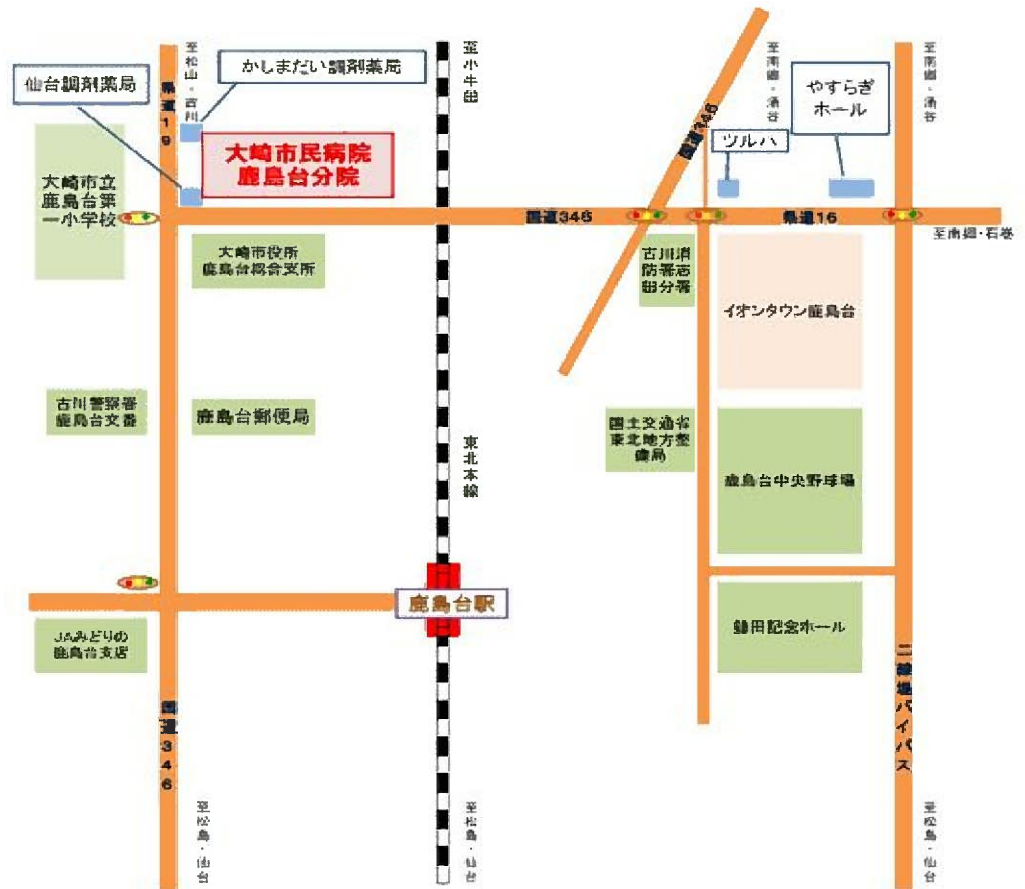 至松山・古川
県道19
仙台調剤薬局
かしまだい調剤薬局
至小牛田
国道346
至南郷・涌谷
やすらぎ
ホール
至南郷・涌谷
ツルハ
大崎市立
鹿島台第
一小学校
大崎市民病院
鹿島台分院
国道346
県道16
至南郷・石巻
大崎市役所
鹿島台総合支所
古川消
防署志
田分署
イオンタウン鹿島台
古川警察署
鹿島台交番
鹿島台郵便局
東北本線
国土交通省
東北地方整
備局
鹿島台中央野球場
鹿島台駅
JAみどりの
鹿島台支店
鎌田記念ホール
国道346
二線堤バイパス
至松島・仙台
至松島・仙台
至松島・仙台